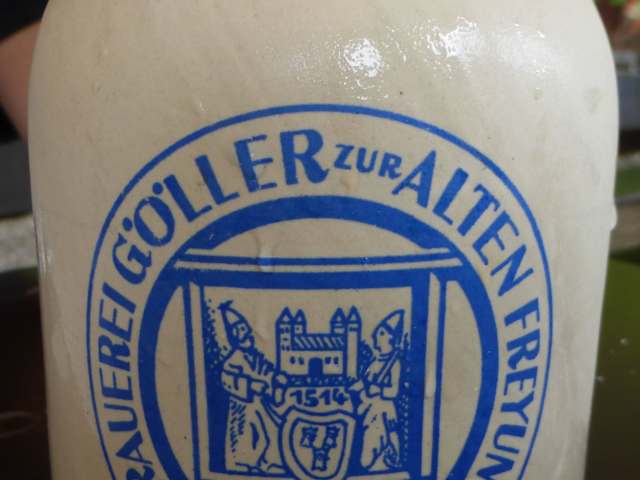 RAUEREI GÖLLER ZUR ALTEN FREYUN
1514